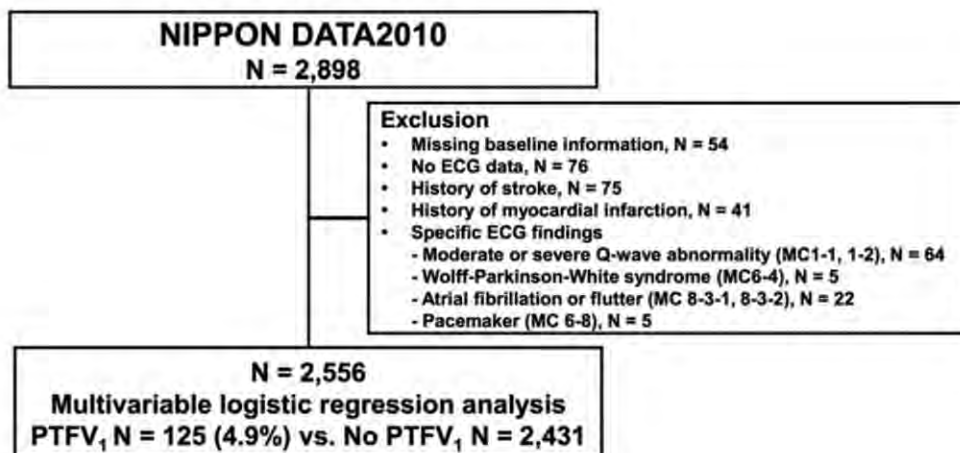 NIPPON DATA2010
N = 2,898
Exclusion
• Missing baseline information, N = 54
• No ECG data, N = 76
• History of stroke, N = 75
• History of myocardial infarction, N = 41
• Specific ECG findings
- Moderate or severe Q-wave abnormality (MC1-1, 1-2), N = 64
- Wolff-Parkinson-White syndrome (MC6-4), N = 5
- Atrial fibrillation or flutter (MC 8-3-1, 8-3-2), N = 22
- Pacemaker (MC 6-8), N = 5
N = 2,556
Multivariable logistic regression analysis
PTFV₁ N = 125 (4.9%) vs. No PTFV₁ N = 2,431